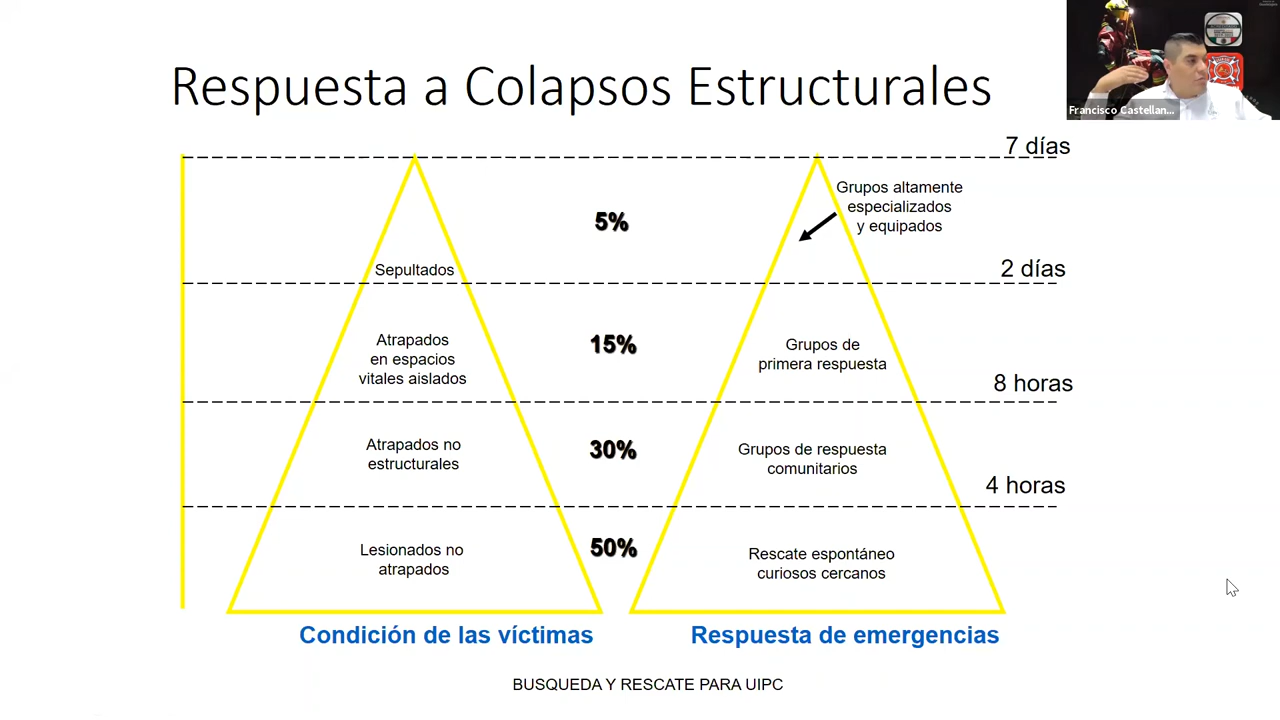 Respuesta a Colapsos Estructurales
Francisco Castellan...
7 días
Grupos altamente
especializados
y equipados
5%
Sepultados
2 días
Atrapados
en espacios
vitales aislados
15%
Grupos de
primera respuesta
8 horas
Atrapados no
estructurales
30%
Grupos de respuesta
comunitarios
4 horas
Lesionados no
atrapados
50%
Rescate espontáneo
curiosos cercanos
Condición de las víctimas
Respuesta de emergencias
BUSQUEDA Y RESCATE PARA UIPC